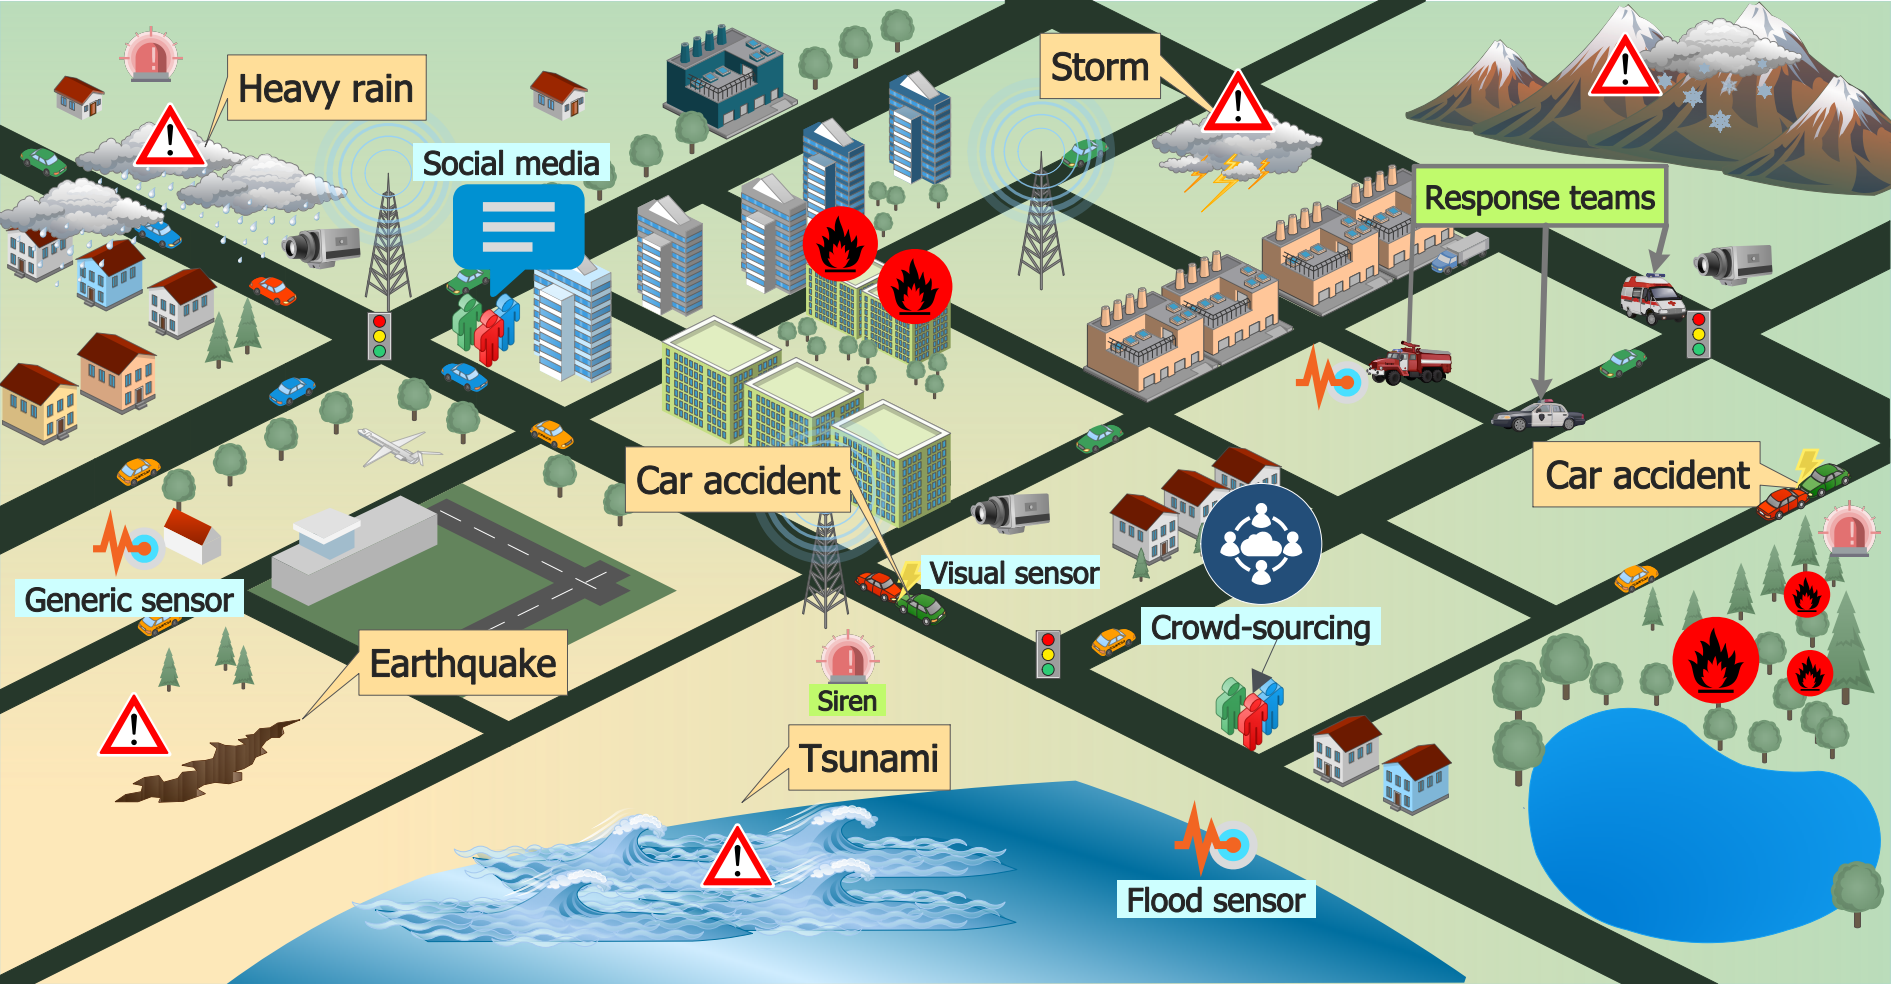 Heavy rain
Storm
Social media
Response teams
Car accident
Car accident
Visual sensor
Generic sensor
Crowd-sourcing
Earthquake
Siren
Tsunami
Flood sensor